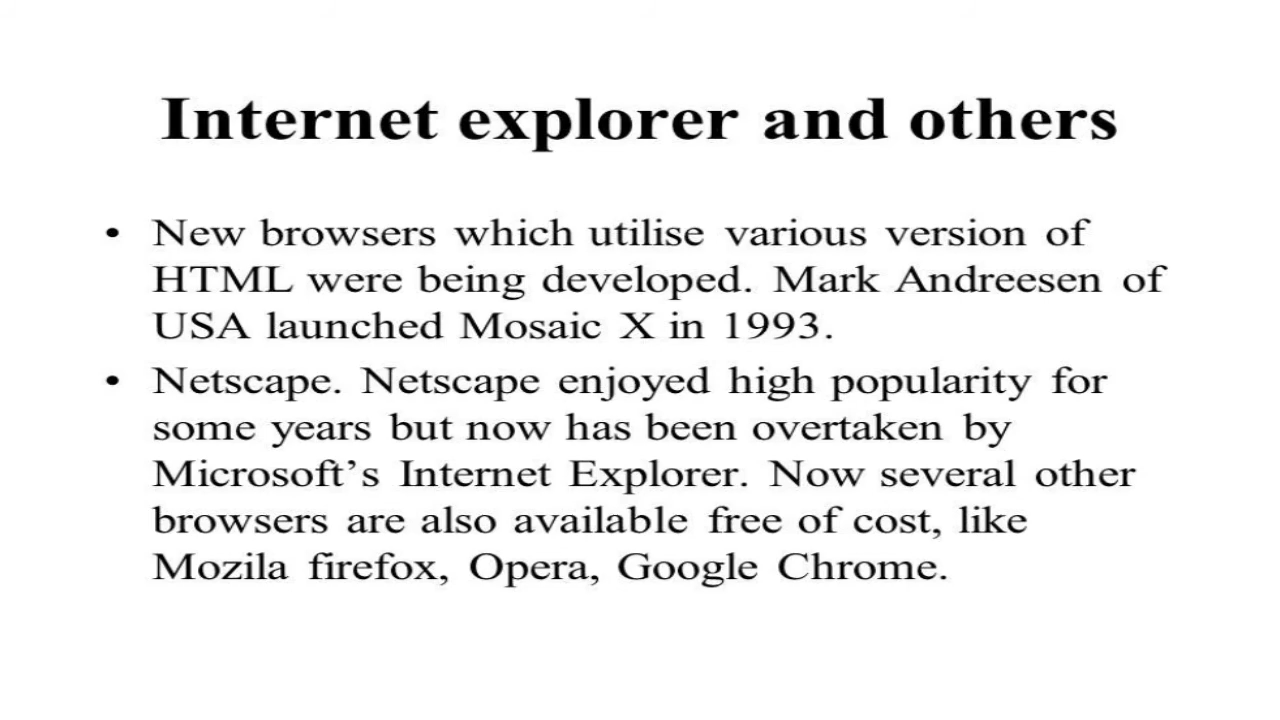 Internet explorer and others
• New browsers which utilise various version of
HTML were being developed. Mark Andreesen of
USA launched Mosaic X in 1993.
• Netscape. Netscape enjoyed high popularity for
some years but now has been overtaken by
Microsoft’s Internet Explorer. Now several other
browsers are also available free of cost, like
Mozila firefox, Opera, Google Chrome.